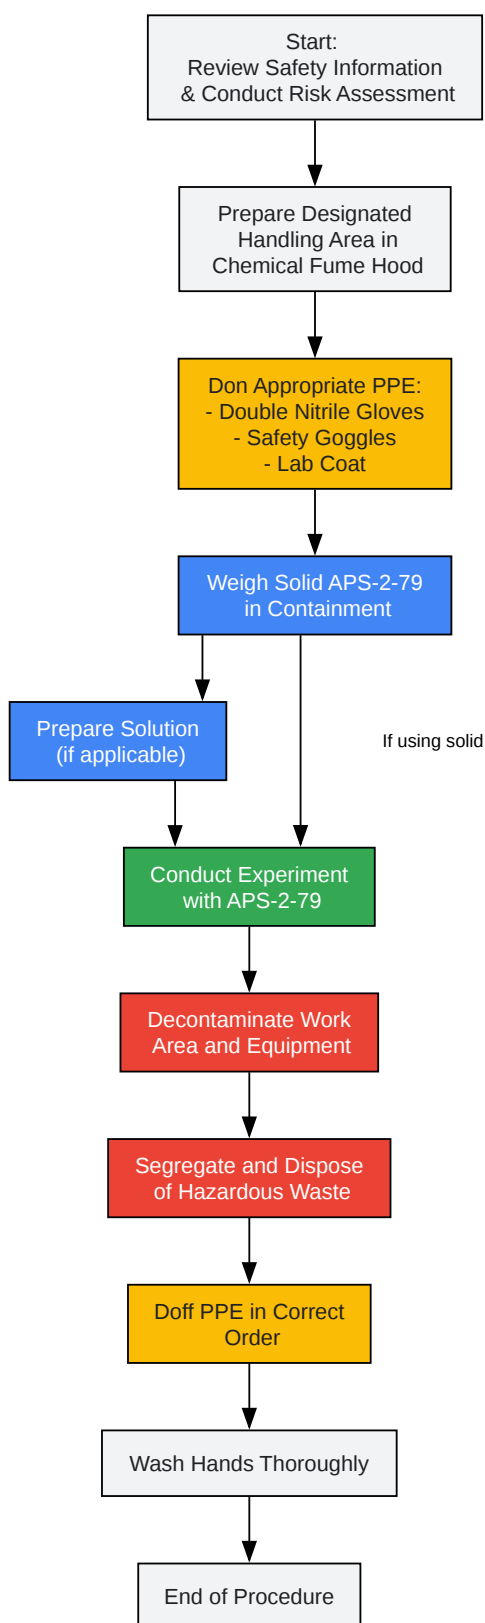 Start:
Review Safety Information
& Conduct Risk Assessment
Prepare Designated
Handling Area in
Chemical Fume Hood
Don Appropriate PPE:
- Double Nitrile Gloves
- Safety Goggles
- Lab Coat
Weigh Solid APS-2-79
in Containment
Prepare Solution
(if applicable)
If using solid
Conduct Experiment
with APS-2-79
Decontaminate Work
Area and Equipment
Segregate and Dispose
of Hazardous Waste
Doff PPE in Correct
Order
Wash Hands Thoroughly
End of Procedure